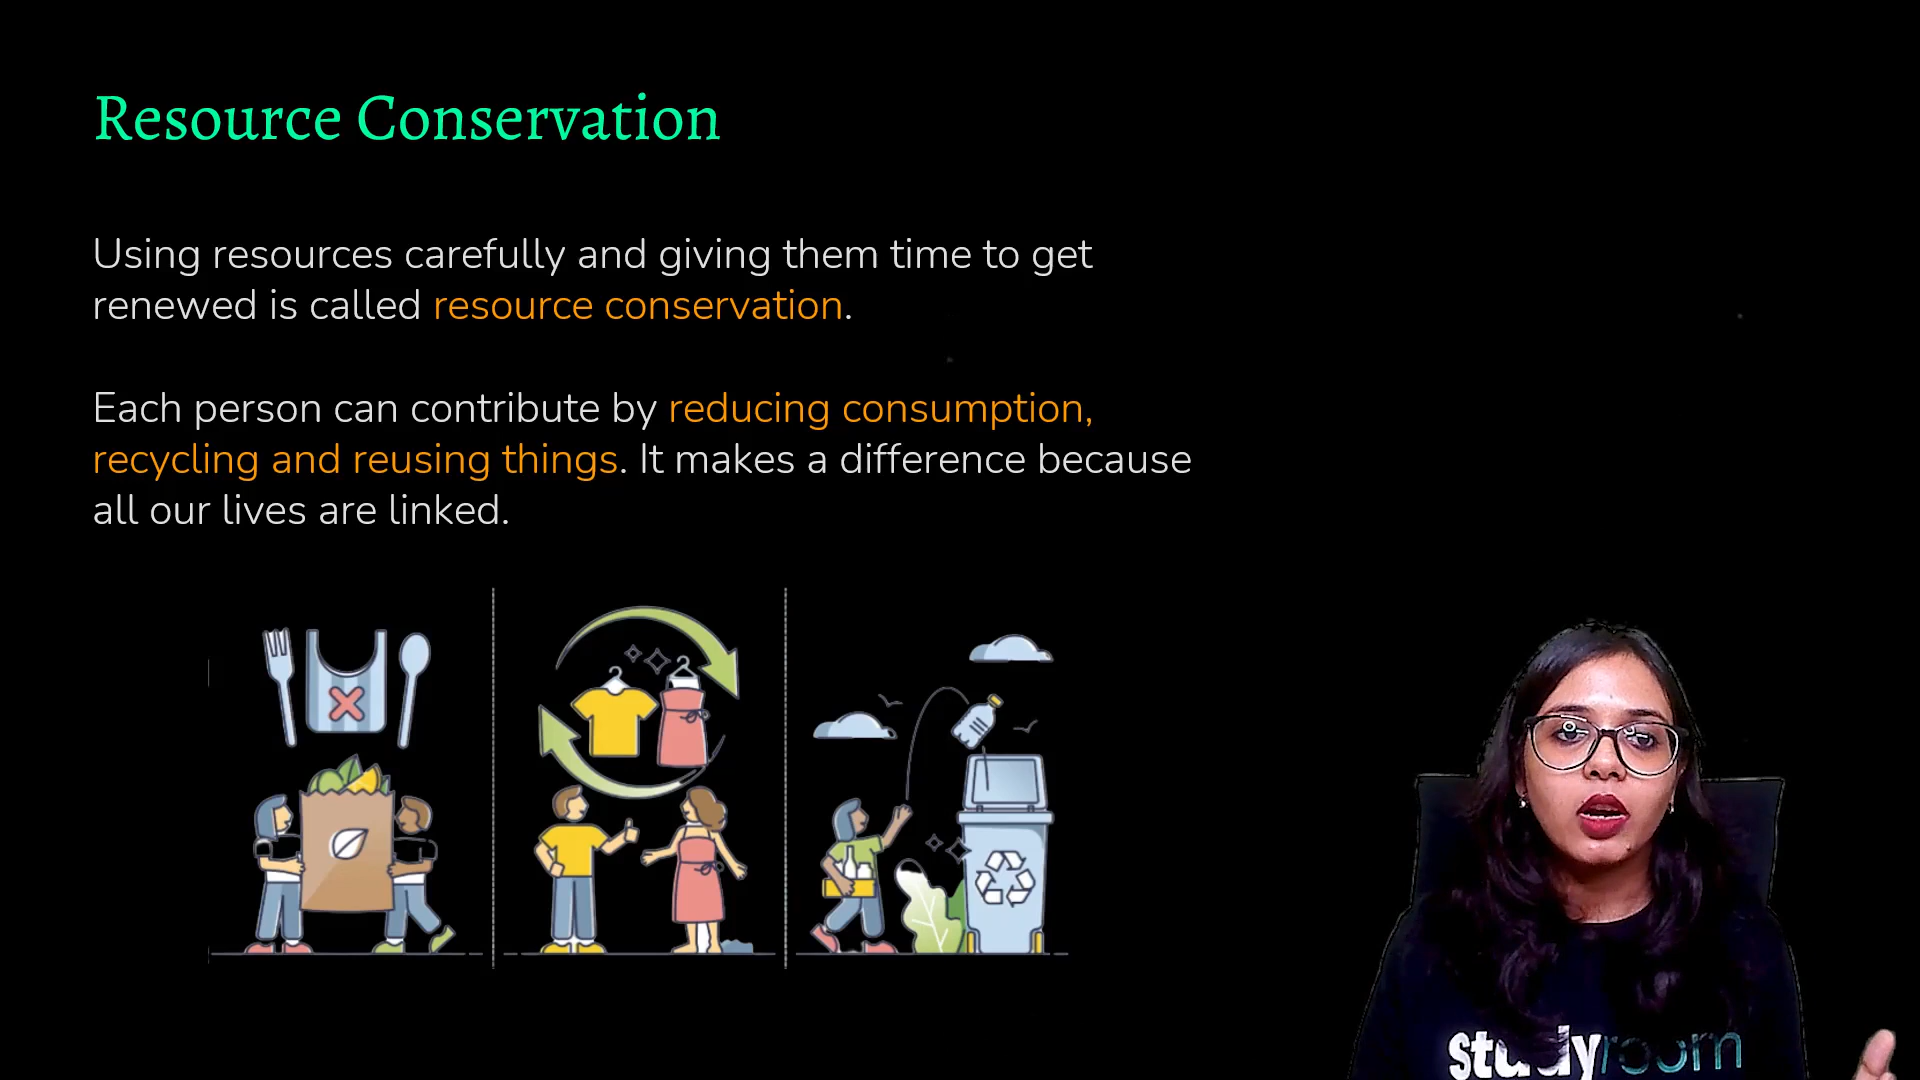 Resource Conservation
Using resources carefully and giving them time to get
renewed is called resource conservation.
Each person can contribute by reducing consumption,
recycling and reusing things. It makes a difference because
all our lives are linked.
studyroom